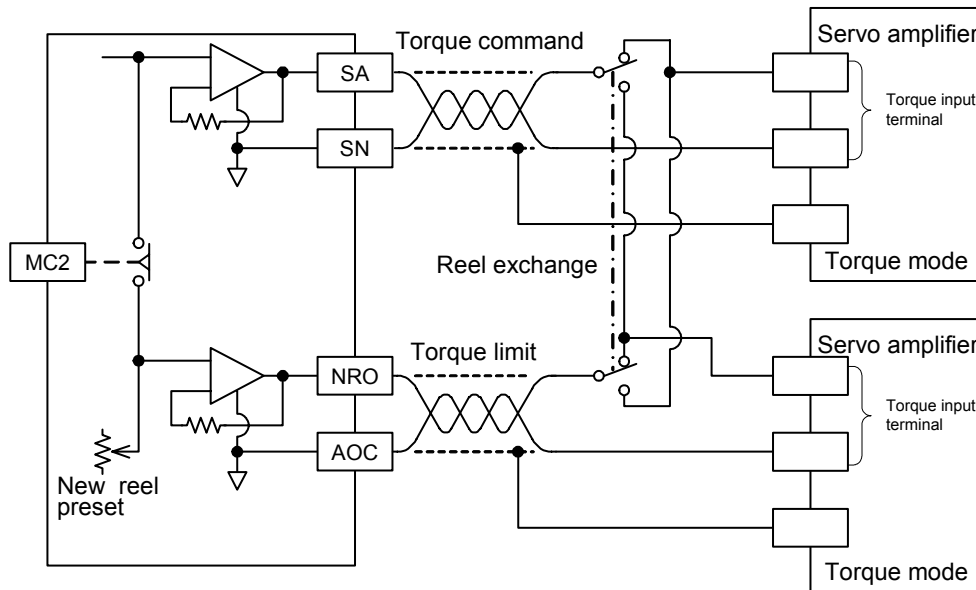 Torque command
Servo amplifier
SA
Torque input
terminal
SN
MC2
Reel exchange
Torque mode
Torque limit
Servo amplifier
NRO
Torque input
terminal
AOC
New reel
preset
Torque mode